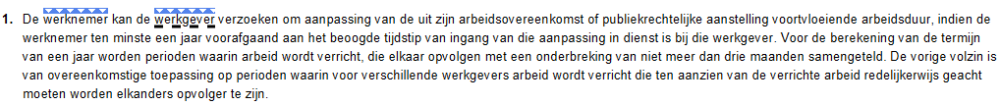 1. De werknemer kan de werkgever verzoeken om aanpassing van de uit zijn arbeidsovereenkomst of publiekrechtelijke aanstelling voortvloeiende arbeidsduur, indien de
werknemer ten minste een jaar voorafgaand aan het beoogde tijdstip van ingang van die aanpassing in dienst is bij die werkgever. Voor de berekening van de termijn
van een jaar worden perioden waarin arbeid wordt verricht, die elkaar opvolgen met een onderbreking van niet meer dan drie maanden samengeteld. De vorige volzin is
van overeenkomstige toepassing op perioden waarin voor verschillende werkgevers arbeid wordt verricht die ten aanzien van de verrichte arbeid redelijkerwijs geacht
moeten worden elkanders opvolger te zijn.